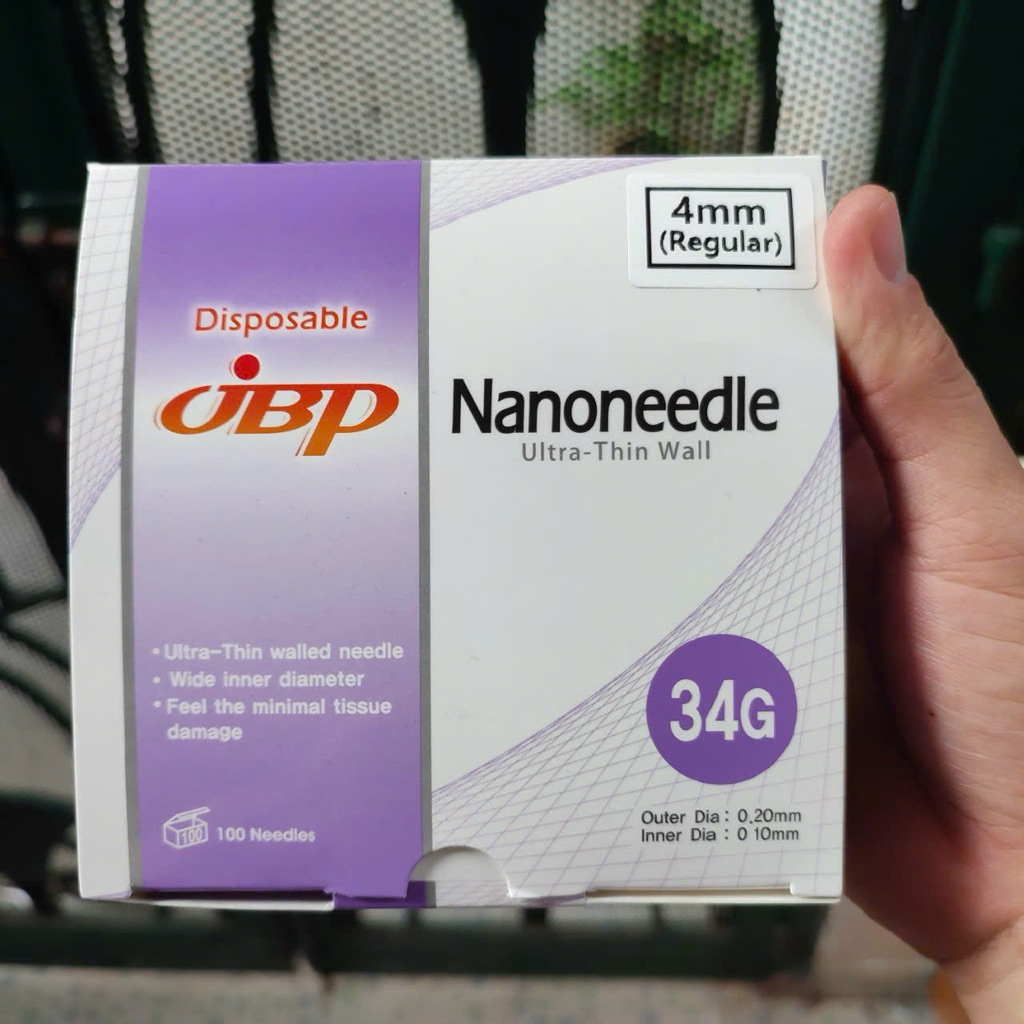 4mm
(Regular)
Disposable
JBP
Nanoneedle
Ultra-Thin Wall
• Ultra-Thin walled needle
• Wide inner diameter
• Feel the minimal tissue
damage
100
100 Needles
34G
Outer Dia : 0.20mm
Inner Dia : 0 10mm